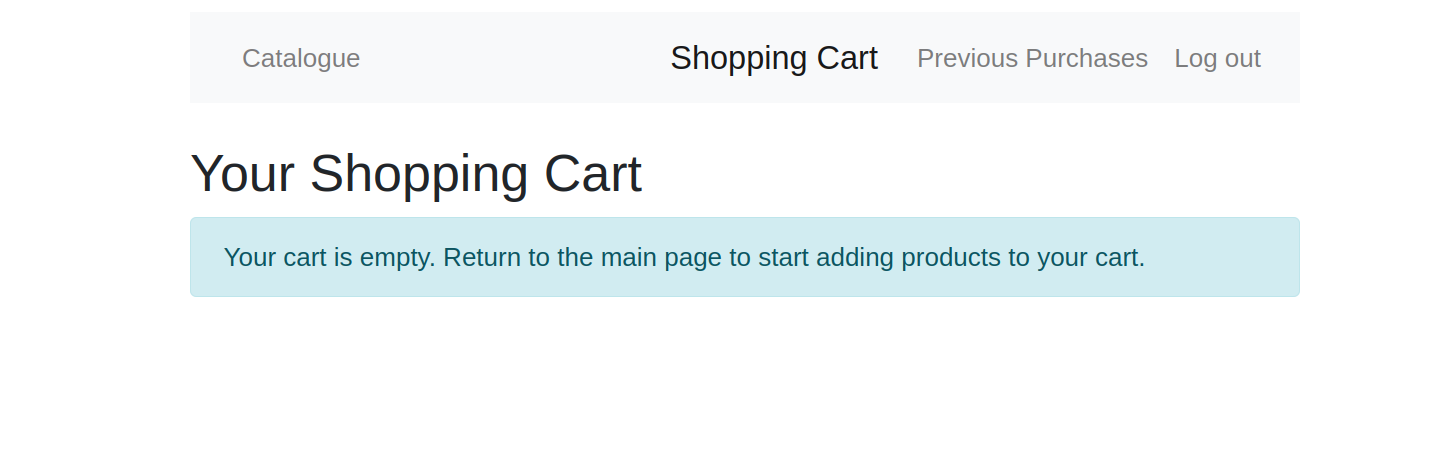 Catalogue Shopping Cart Previous Purchases Log out
Your Shopping Cart
Your cart is empty. Return to the main page to start adding products to your cart.